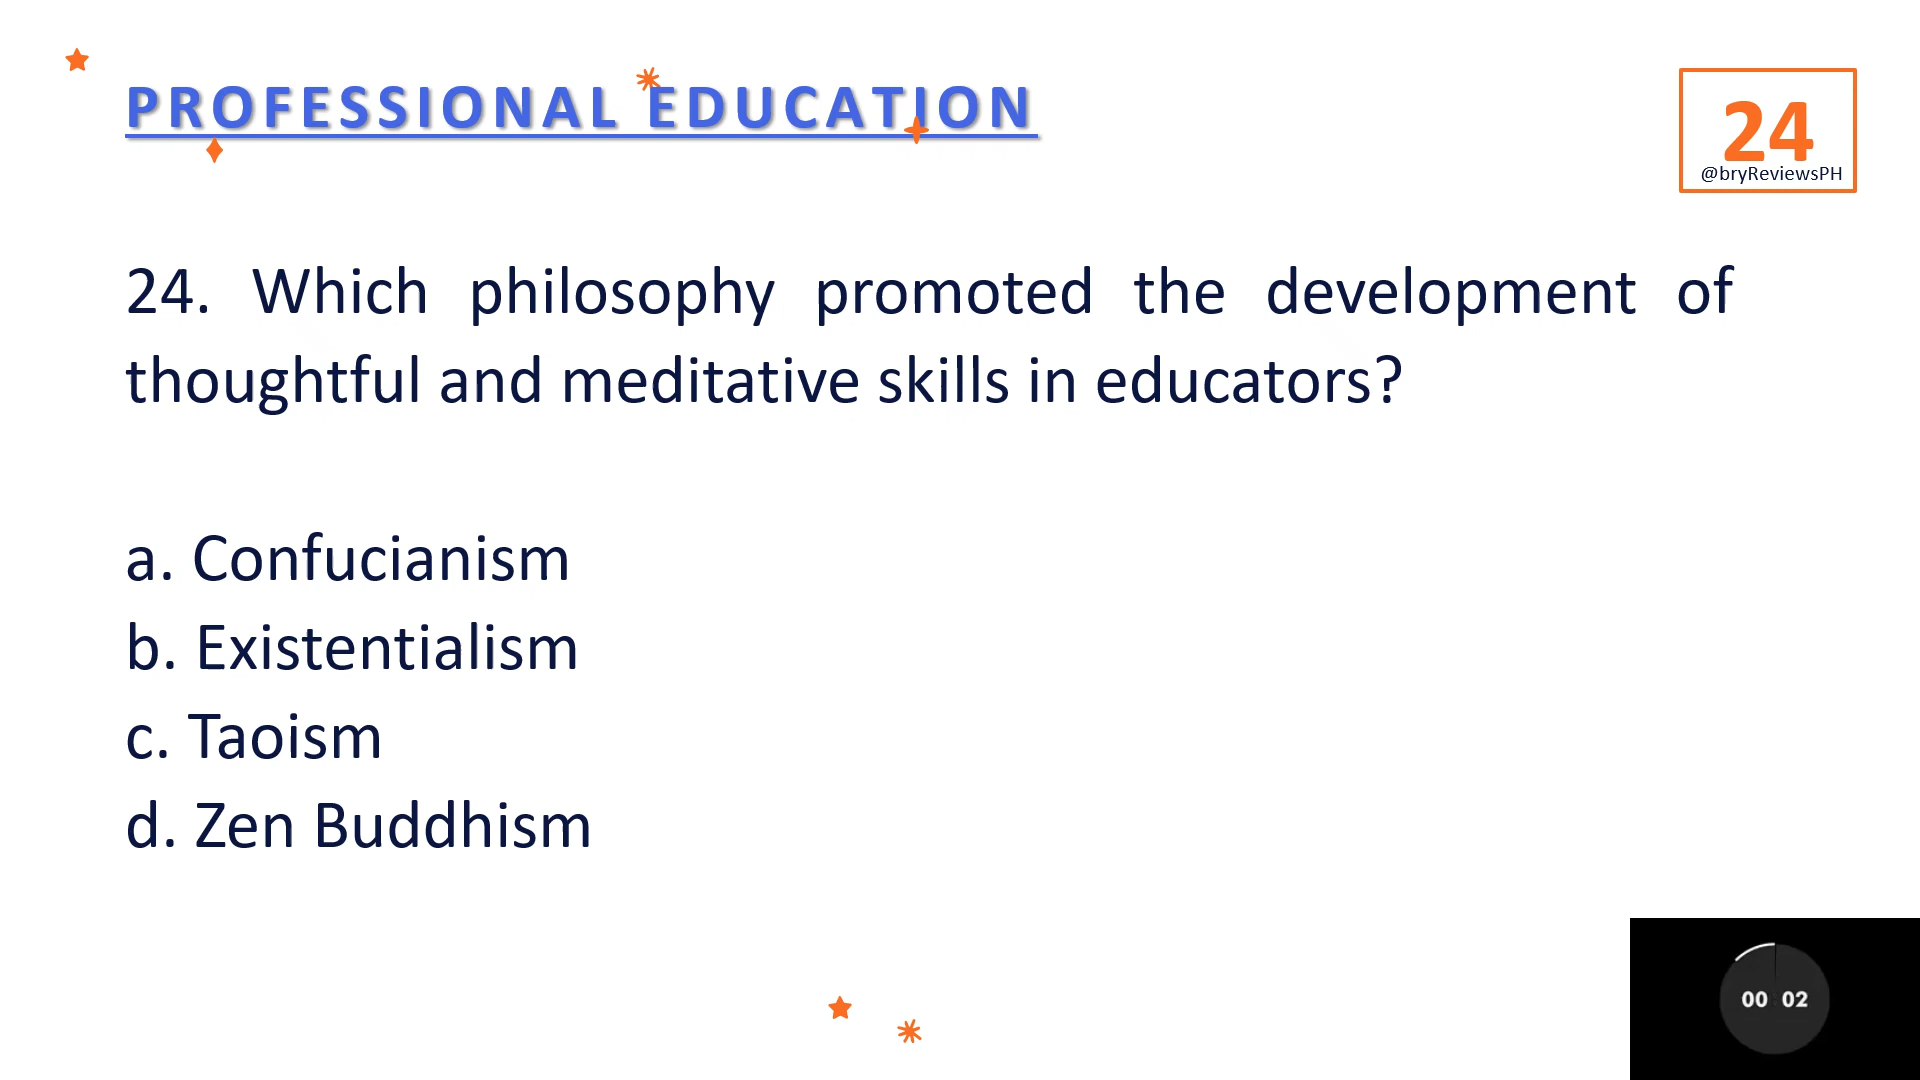 PROFESSIONAL EDUCATION
24
@bryReviewsPH
24. Which philosophy promoted the development of
thoughtful and meditative skills in educators?
a. Confucianism
b. Existentialism
c. Taoism
d. Zen Buddhism
00 02